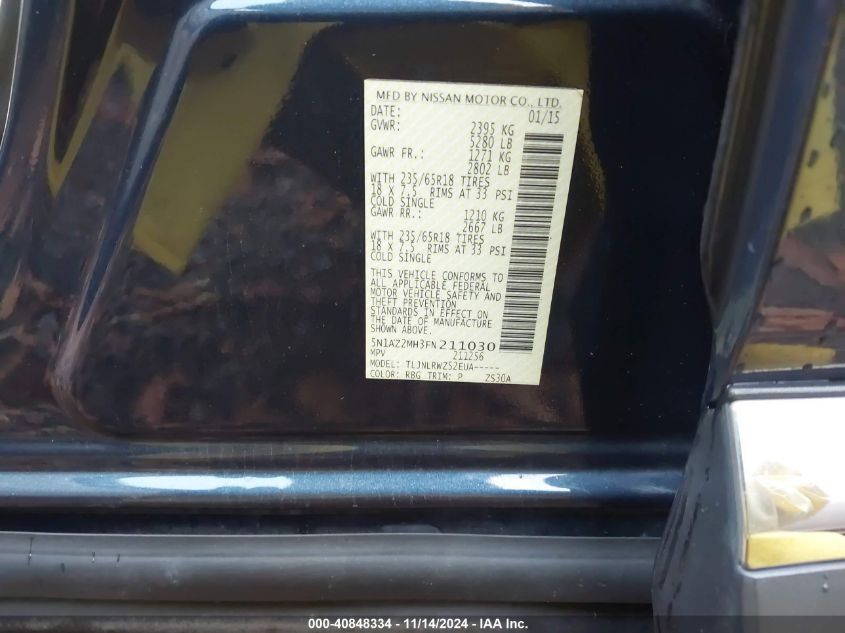 MFD BY NISSAN MOTOR CO., LTD.
DATE: 01/15
GVWR: 2395 KG
5280 LB
GAWR FR.: 1271 KG
2802 LB
WITH 235/65R18 TIRES
18 X 7.5 RIMS AT 33 PSI
COLD SINGLE
GAWR RR.: 1210 KG
2667 LB
WITH 235/65R18 TIRES
18 X 7.5 RIMS AT 33 PSI
COLD SINGLE
THIS VEHICLE CONFORMS TO
ALL APPLICABLE FEDERAL
MOTOR VEHICLE SAFETY AND
THEFT PREVENTION
STANDARDS IN EFFECT ON
THE DATE OF MANUFACTURE
SHOWN ABOVE.
5N1AZ2MH3FN211030
MPV 211256
MODEL: TLJNLRWZ52EUA-----
COLOR: RBG TRIM: P Z530A
000-40848334 - 11/14/2024 - IAA Inc.